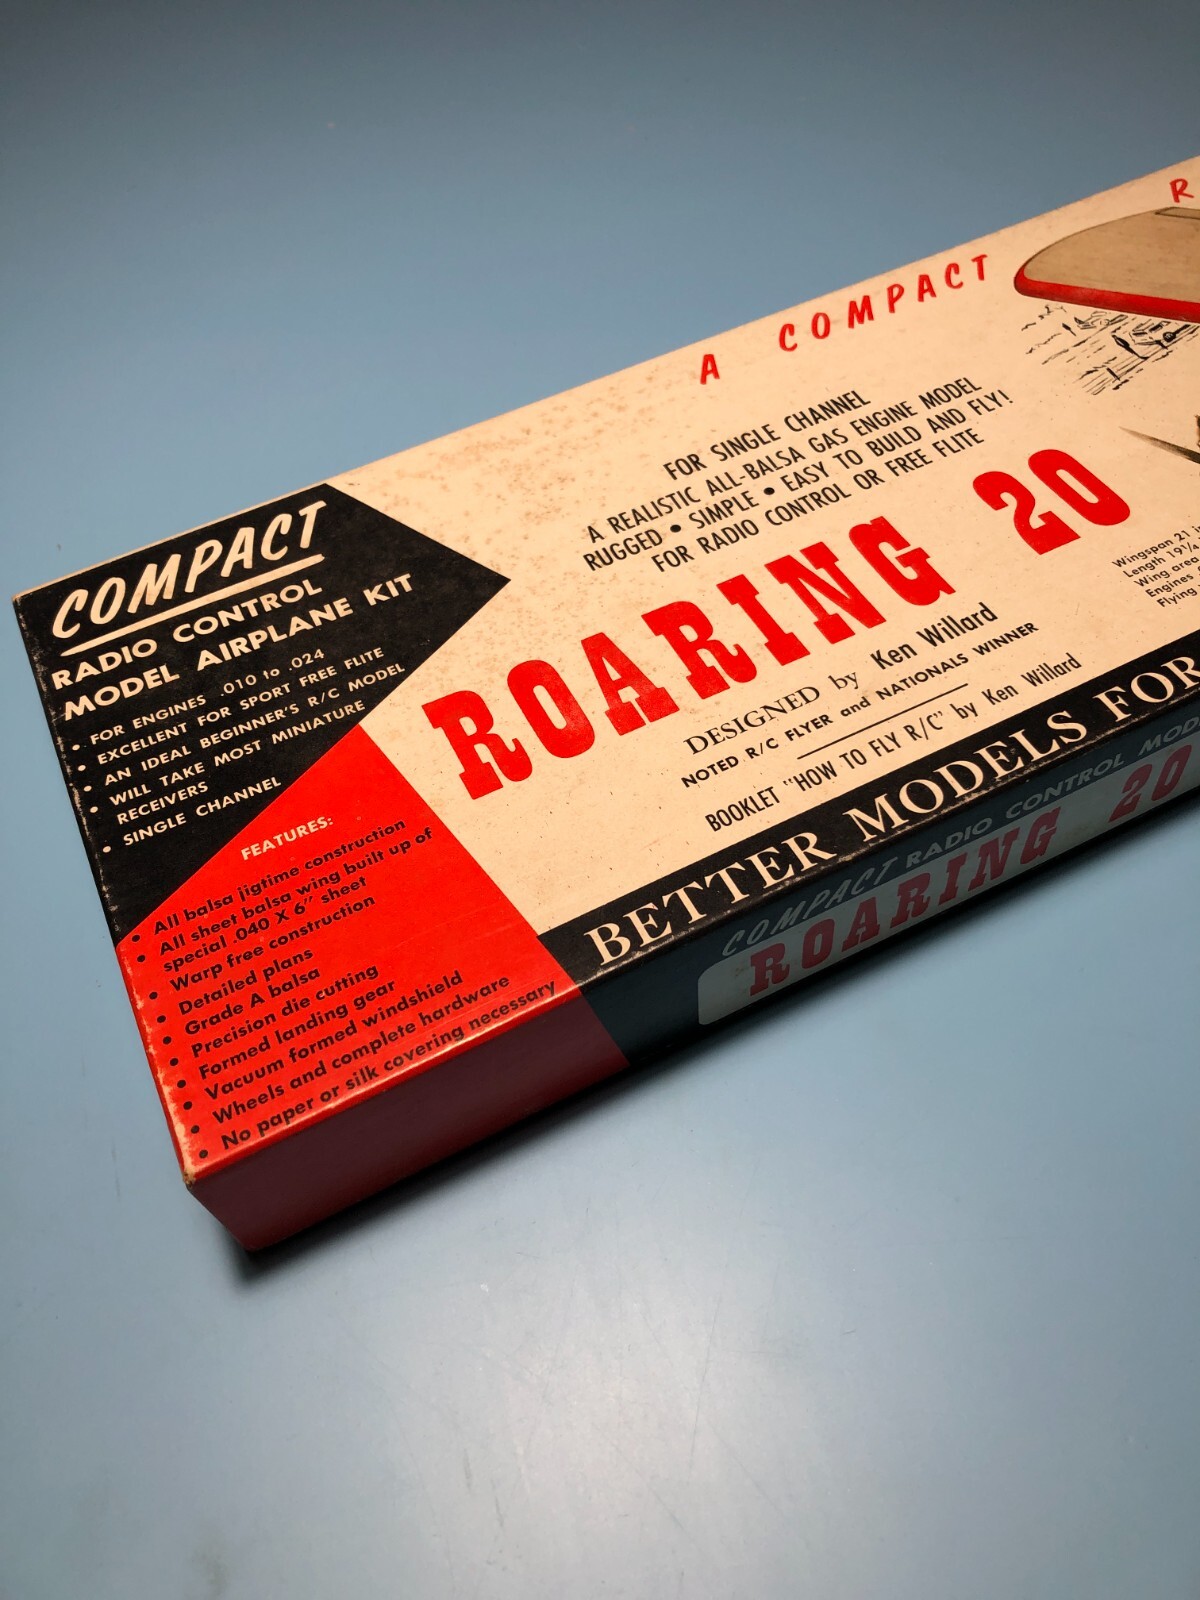 R
A COMPACT
FOR SINGLE CHANNEL
A REALISTIC ALL-BALSA GAS ENGINE MODEL
RUGGED • SIMPLE • EASY TO BUILD AND FLY!
FOR RADIO CONTROL OR FREE FLITE
ROARING 20
DESIGNED by Ken Willard
NOTED R/C FLYER and NATIONALS WINNER
BOOKLET "HOW TO FLY R/C" by Ken Willard
Wingspan 21
Length 19¼
Wing area
Engines
Flying
COMPACT
RADIO CONTROL
MODEL AIRPLANE KIT
• FOR ENGINES .010 to .024
• EXCELLENT FOR SPORT FREE FLITE
• AN IDEAL BEGINNER'S R/C MODEL
• WILL TAKE MOST MINIATURE
RECEIVERS
• SINGLE CHANNEL
FEATURES:
• All balsa jigtime construction
• All sheet balsa wing built up of
special .040 X 6" sheet
• Warp free construction
• Detailed plans
• Grade A balsa
• Precision die cutting
• Formed landing gear
• Vacuum formed windshield
• Wheels and complete hardware
• No paper or silk covering necessary
BETTER MODELS FOR
COMPACT RADIO CONTROL MOD
ROARING 20